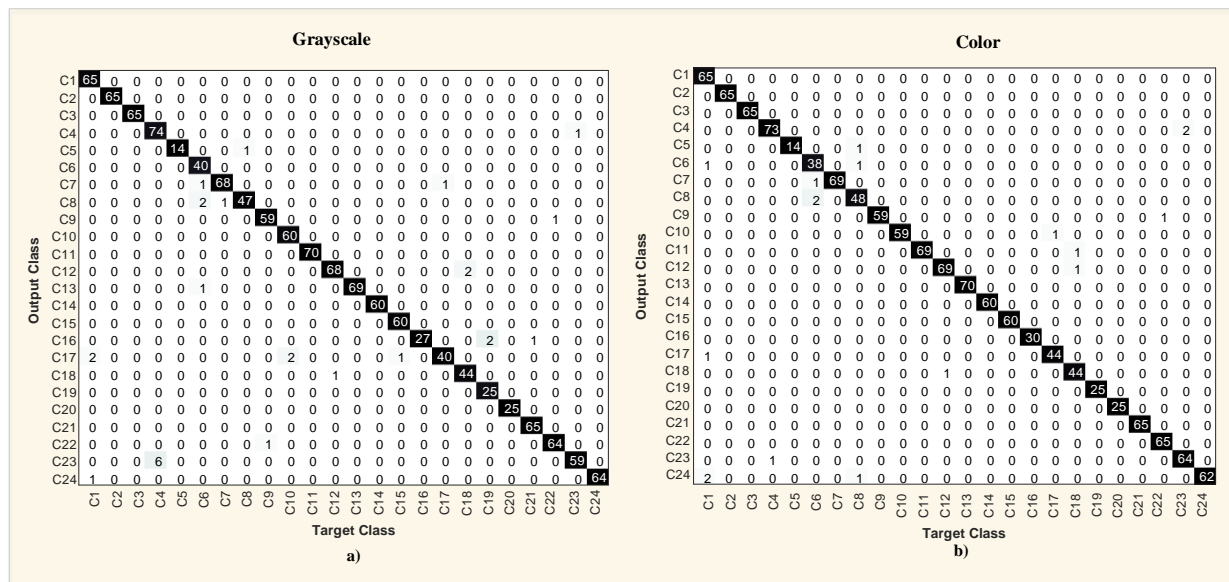 Grayscale
Output Class
C1 65 0 0 0 0 0 0 0 0 0 0 0 0 0 0 0 0 0 0 0 0 0 0 0
C2 0 65 0 0 0 0 0 0 0 0 0 0 0 0 0 0 0 0 0 0 0 0 0 0
C3 0 0 65 0 0 0 0 0 0 0 0 0 0 0 0 0 0 0 0 0 0 0 0 0
C4 0 0 0 74 0 0 0 0 0 0 0 0 0 0 0 0 0 0 0 0 0 0 1 0
C5 0 0 0 0 14 0 0 1 0 0 0 0 0 0 0 0 0 0 0 0 0 0 0 0
C6 0 0 0 0 0 40 0 0 0 0 0 0 0 0 0 0 0 0 0 0 0 0 0 0
C7 0 0 0 0 0 1 68 0 0 0 0 0 0 0 0 0 1 0 0 0 0 0 0 0
C8 0 0 0 0 0 2 1 47 0 0 0 0 0 0 0 0 0 0 0 0 0 0 0 0
C9 0 0 0 0 0 0 0 0 59 0 0 0 0 0 0 0 0 0 0 0 0 1 0 0
C10 0 0 0 0 0 0 0 0 0 60 0 0 0 0 0 0 0 0 0 0 0 0 0 0
C11 0 0 0 0 0 0 0 0 0 0 70 0 0 0 0 0 0 0 0 0 0 0 0 0
C12 0 0 0 0 0 0 0 0 0 0 0 68 0 0 0 0 0 2 0 0 0 0 0 0
C13 0 0 0 0 0 1 0 0 0 0 0 0 69 0 0 0 0 0 0 0 0 0 0 0
C14 0 0 0 0 0 0 0 0 0 0 0 0 0 60 0 0 0 0 0 0 0 0 0 0
C15 0 0 0 0 0 0 0 0 0 0 0 0 0 0 60 0 0 0 0 0 0 0 0 0
C16 0 0 0 0 0 0 0 0 0 0 0 0 0 0 0 27 0 0 2 0 1 0 0 0
C17 2 0 0 0 0 0 0 0 0 2 0 0 0 0 1 0 40 0 0 0 0 0 0 0
C18 0 0 0 0 0 0 0 0 0 0 0 1 0 0 0 0 0 44 0 0 0 0 0 0
C19 0 0 0 0 0 0 0 0 0 0 0 0 0 0 0 0 0 0 25 0 0 0 0 0
C20 0 0 0 0 0 0 0 0 0 0 0 0 0 0 0 0 0 0 0 25 0 0 0 0
C21 0 0 0 0 0 0 0 0 0 0 0 0 0 0 0 0 0 0 0 0 65 0 0 0
C22 0 0 0 0 0 0 0 0 1 0 0 0 0 0 0 0 0 0 0 0 0 64 0 0
C23 0 0 0 6 0 0 0 0 0 0 0 0 0 0 0 0 0 0 0 0 0 0 59 0
C24 1 0 0 0 0 0 0 0 0 0 0 0 0 0 0 0 0 0 0 0 0 0 0 64
C1 C2 C3 C4 C5 C6 C7 C8 C9 C10 C11 C12 C13 C14 C15 C16 C17 C18 C19 C20 C21 C22 C23 C24
Target Class
a)
Color
Output Class
C1 65 0 0 0 0 0 0 0 0 0 0 0 0 0 0 0 0 0 0 0 0 0 0 0
C2 0 65 0 0 0 0 0 0 0 0 0 0 0 0 0 0 0 0 0 0 0 0 0 0
C3 0 0 65 0 0 0 0 0 0 0 0 0 0 0 0 0 0 0 0 0 0 0 0 0
C4 0 0 0 73 0 0 0 0 0 0 0 0 0 0 0 0 0 0 0 0 0 0 2 0
C5 0 0 0 0 14 0 0 1 0 0 0 0 0 0 0 0 0 0 0 0 0 0 0 0
C6 1 0 0 0 0 38 0 1 0 0 0 0 0 0 0 0 0 0 0 0 0 0 0 0
C7 0 0 0 0 0 1 69 0 0 0 0 0 0 0 0 0 0 0 0 0 0 0 0 0
C8 0 0 0 0 0 2 0 48 0 0 0 0 0 0 0 0 0 0 0 0 0 0 0 0
C9 0 0 0 0 0 0 0 0 59 0 0 0 0 0 0 0 0 0 0 0 0 1 0 0
C10 0 0 0 0 0 0 0 0 0 59 0 0 0 0 0 0 1 0 0 0 0 0 0 0
C11 0 0 0 0 0 0 0 0 0 0 69 0 0 0 0 0 0 1 0 0 0 0 0 0
C12 0 0 0 0 0 0 0 0 0 0 0 69 0 0 0 0 0 1 0 0 0 0 0 0
C13 0 0 0 0 0 0 0 0 0 0 0 0 70 0 0 0 0 0 0 0 0 0 0 0
C14 0 0 0 0 0 0 0 0 0 0 0 0 0 60 0 0 0 0 0 0 0 0 0 0
C15 0 0 0 0 0 0 0 0 0 0 0 0 0 0 60 0 0 0 0 0 0 0 0 0
C16 0 0 0 0 0 0 0 0 0 0 0 0 0 0 0 30 0 0 0 0 0 0 0 0
C17 1 0 0 0 0 0 0 0 0 0 0 0 0 0 0 0 44 0 0 0 0 0 0 0
C18 0 0 0 0 0 0 0 0 0 0 0 1 0 0 0 0 0 44 0 0 0 0 0 0
C19 0 0 0 0 0 0 0 0 0 0 0 0 0 0 0 0 0 0 25 0 0 0 0 0
C20 0 0 0 0 0 0 0 0 0 0 0 0 0 0 0 0 0 0 0 25 0 0 0 0
C21 0 0 0 0 0 0 0 0 0 0 0 0 0 0 0 0 0 0 0 0 65 0 0 0
C22 0 0 0 0 0 0 0 0 0 0 0 0 0 0 0 0 0 0 0 0 0 65 0 0
C23 0 0 0 1 0 0 0 0 0 0 0 0 0 0 0 0 0 0 0 0 0 0 64 0
C24 2 0 0 0 0 0 0 1 0 0 0 0 0 0 0 0 0 0 0 0 0 0 0 62
C1 C2 C3 C4 C5 C6 C7 C8 C9 C10 C11 C12 C13 C14 C15 C16 C17 C18 C19 C20 C21 C22 C23 C24
Target Class
b)